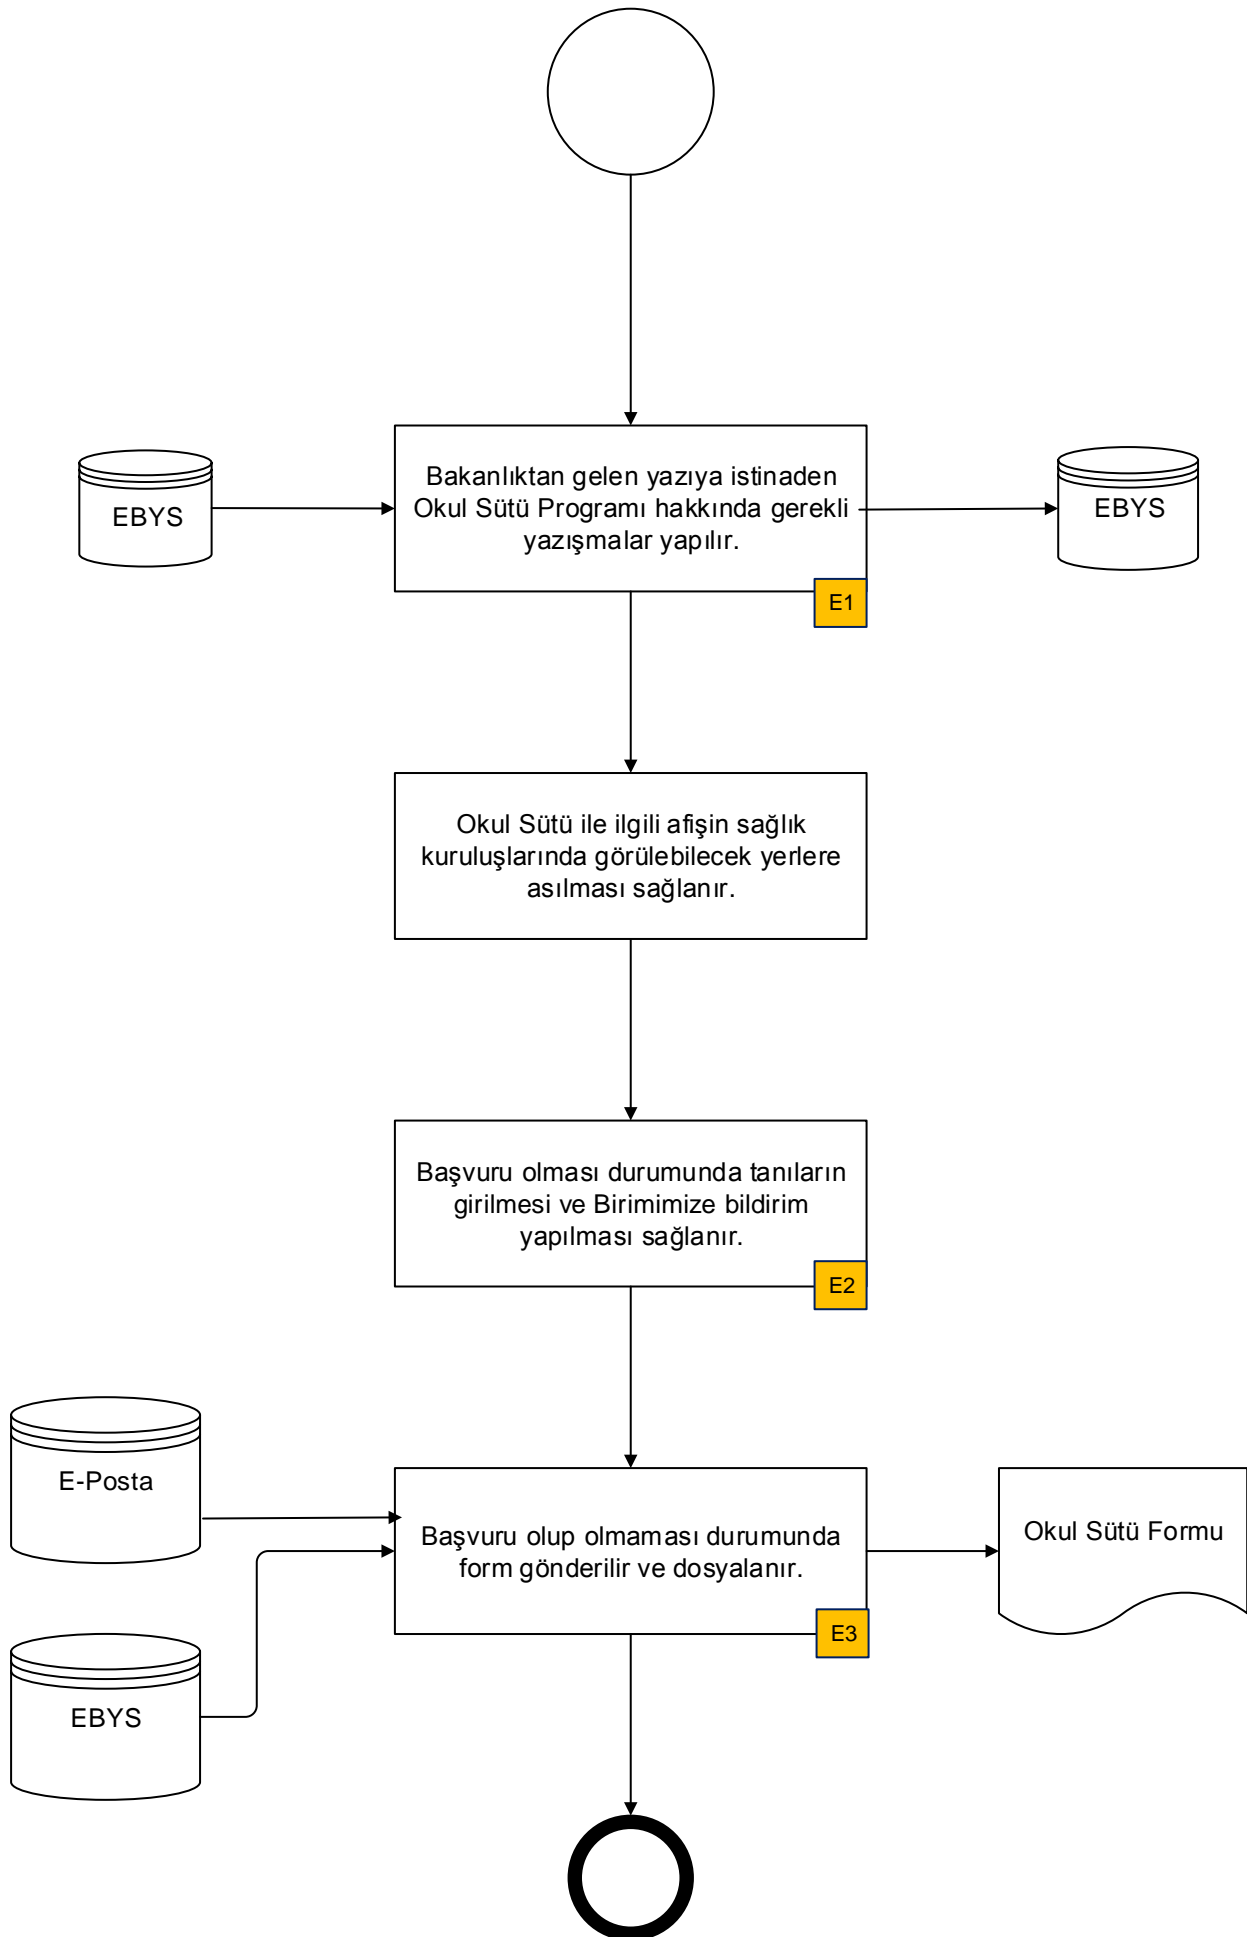 EBYS
Bakanlıktan gelen yazıya istinaden
Okul Sütü Programı hakkında gerekli
yazışmalar yapılır.
EBYS
E1
Okul Sütü ile ilgili afişin sağlık
kuruluşlarında görülebilecek yerlere
asılması sağlanır.
Başvuru olması durumunda tanıların
girilmesi ve Birimimize bildirim
yapılması sağlanır.
E2
E-Posta
Başvuru olup olmaması durumunda
form gönderilir ve dosyalanır.
Okul Sütü Formu
E3
EBYS